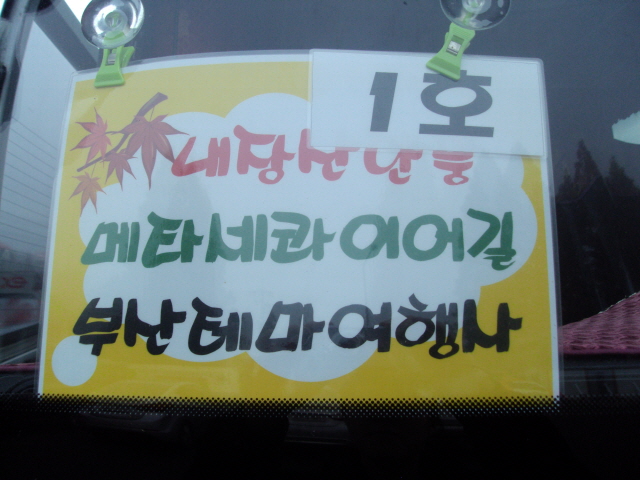 1호
내장산단풍
메타세콰이어길
부산테마여행사